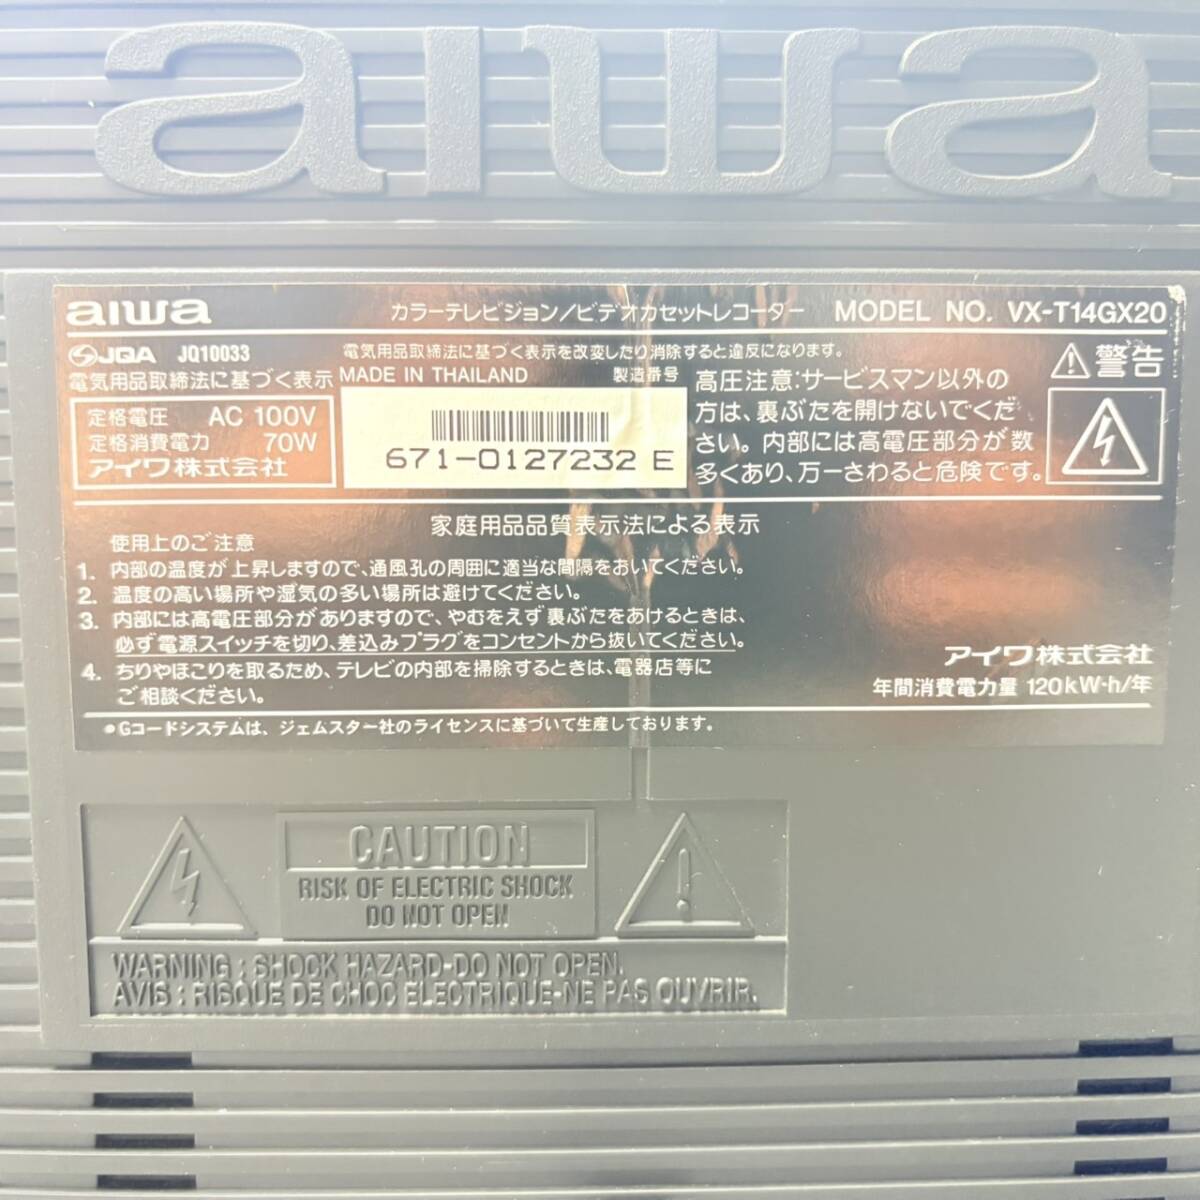 aiwa
aiwa カラーテレビジョン/ビデオカセットレコーダー MODEL NO. VX-T14GX20
JQA JQ10033 電気用品取締法に基づく表示を改変したり消除すると違反になります。
電気用品取締法に基づく表示 MADE IN THAILAND 製造番号
定格電圧 AC 100V
定格消費電力 70W
アイワ株式会社
671-0127232 E
高圧注意:サービスマン以外の
方は、裏ぶたを開けないでくだ
さい。内部には高電圧部分が数
多くあり、万一さわると危険です。
警告
家庭用品品質表示法による表示
使用上のご注意
1. 内部の温度が上昇しますので、通風孔の周囲に適当な間隔をおいてください。
2. 温度の高い場所や湿気の多い場所は避けてください。
3. 内部には高電圧部分がありますので、やむをえず裏ぶたをあけるときは、
必ず電源スイッチを切り、差込みプラグをコンセントから抜いてください。
4. ちりやほこりを取るため、テレビの内部を掃除するときは、電器店等に
ご相談ください。
アイワ株式会社
年間消費電力量 120kW·h/年
●Gコードシステムは、ジェムスター社のライセンスに基づいて生産しております。
CAUTION
RISK OF ELECTRIC SHOCK
DO NOT OPEN
WARNING : SHOCK HAZARD-DO NOT OPEN.
AVIS : RISQUE DE CHOC ELECTRIQUE-NE PAS OUVRIR.